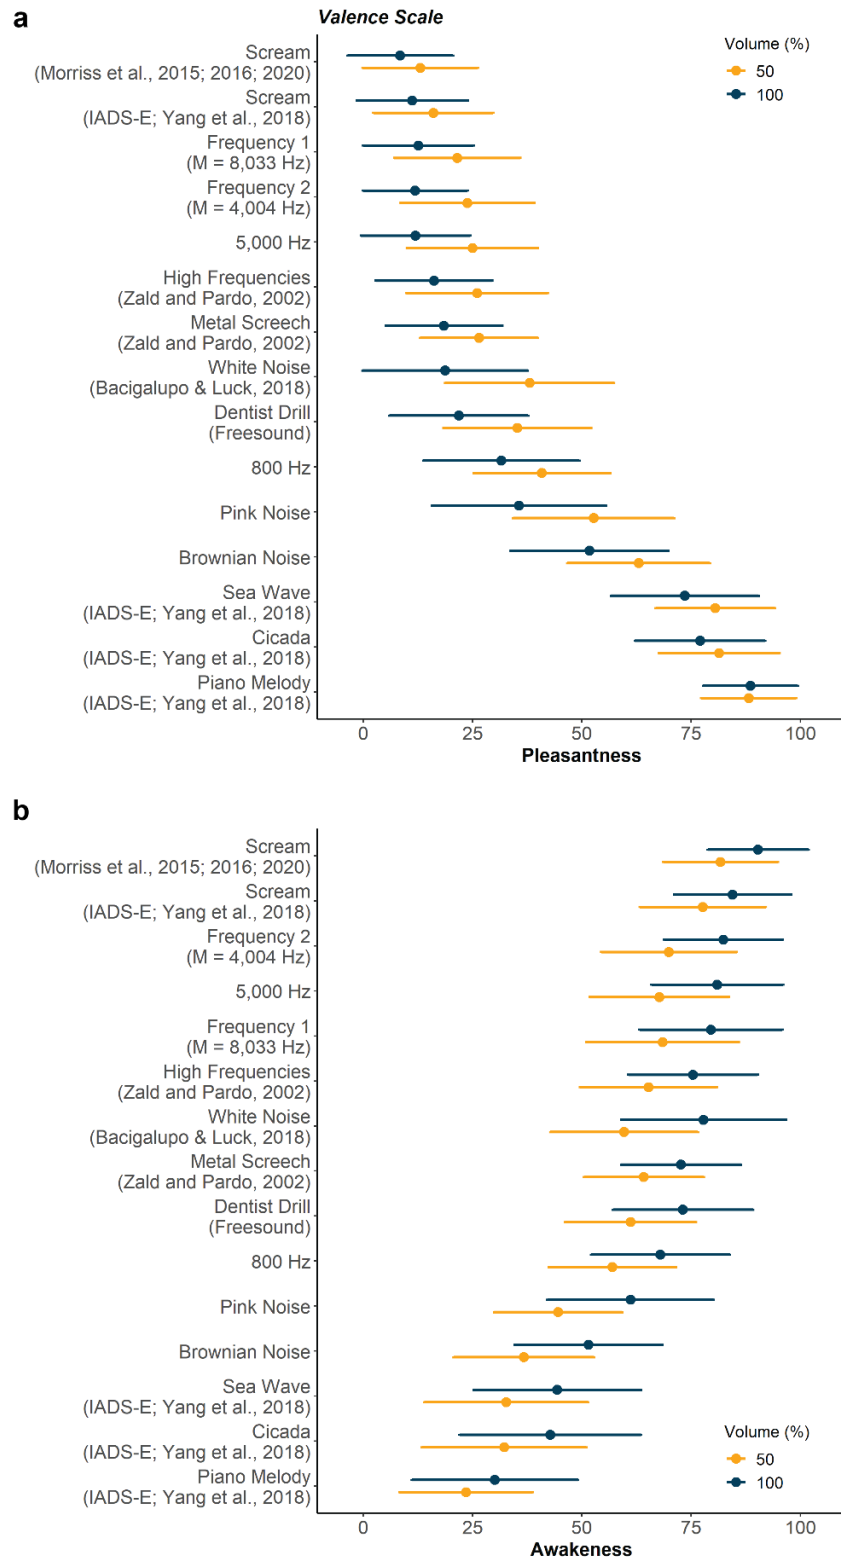 a
Valence Scale
Volume (%)
50
100
Scream
(Morriss et al., 2015; 2016; 2020)
Scream
(IADS-E; Yang et al., 2018)
Frequency 1
(M = 8,033 Hz)
Frequency 2
(M = 4,004 Hz)
5,000 Hz
High Frequencies
(Zald and Pardo, 2002)
Metal Screech
(Zald and Pardo, 2002)
White Noise
(Bacigalupo & Luck, 2018)
Dentist Drill
(Freesound)
800 Hz
Pink Noise
Brownian Noise
Sea Wave
(IADS-E; Yang et al., 2018)
Cicada
(IADS-E; Yang et al., 2018)
Piano Melody
(IADS-E; Yang et al., 2018)
0 25 50 75 100
Pleasantness
b
Scream
(Morriss et al., 2015; 2016; 2020)
Scream
(IADS-E; Yang et al., 2018)
Frequency 2
(M = 4,004 Hz)
5,000 Hz
Frequency 1
(M = 8,033 Hz)
High Frequencies
(Zald and Pardo, 2002)
White Noise
(Bacigalupo & Luck, 2018)
Metal Screech
(Zald and Pardo, 2002)
Dentist Drill
(Freesound)
800 Hz
Pink Noise
Brownian Noise
Sea Wave
(IADS-E; Yang et al., 2018)
Cicada
(IADS-E; Yang et al., 2018)
Piano Melody
(IADS-E; Yang et al., 2018)
Volume (%)
50
100
0 25 50 75 100
Awakeness